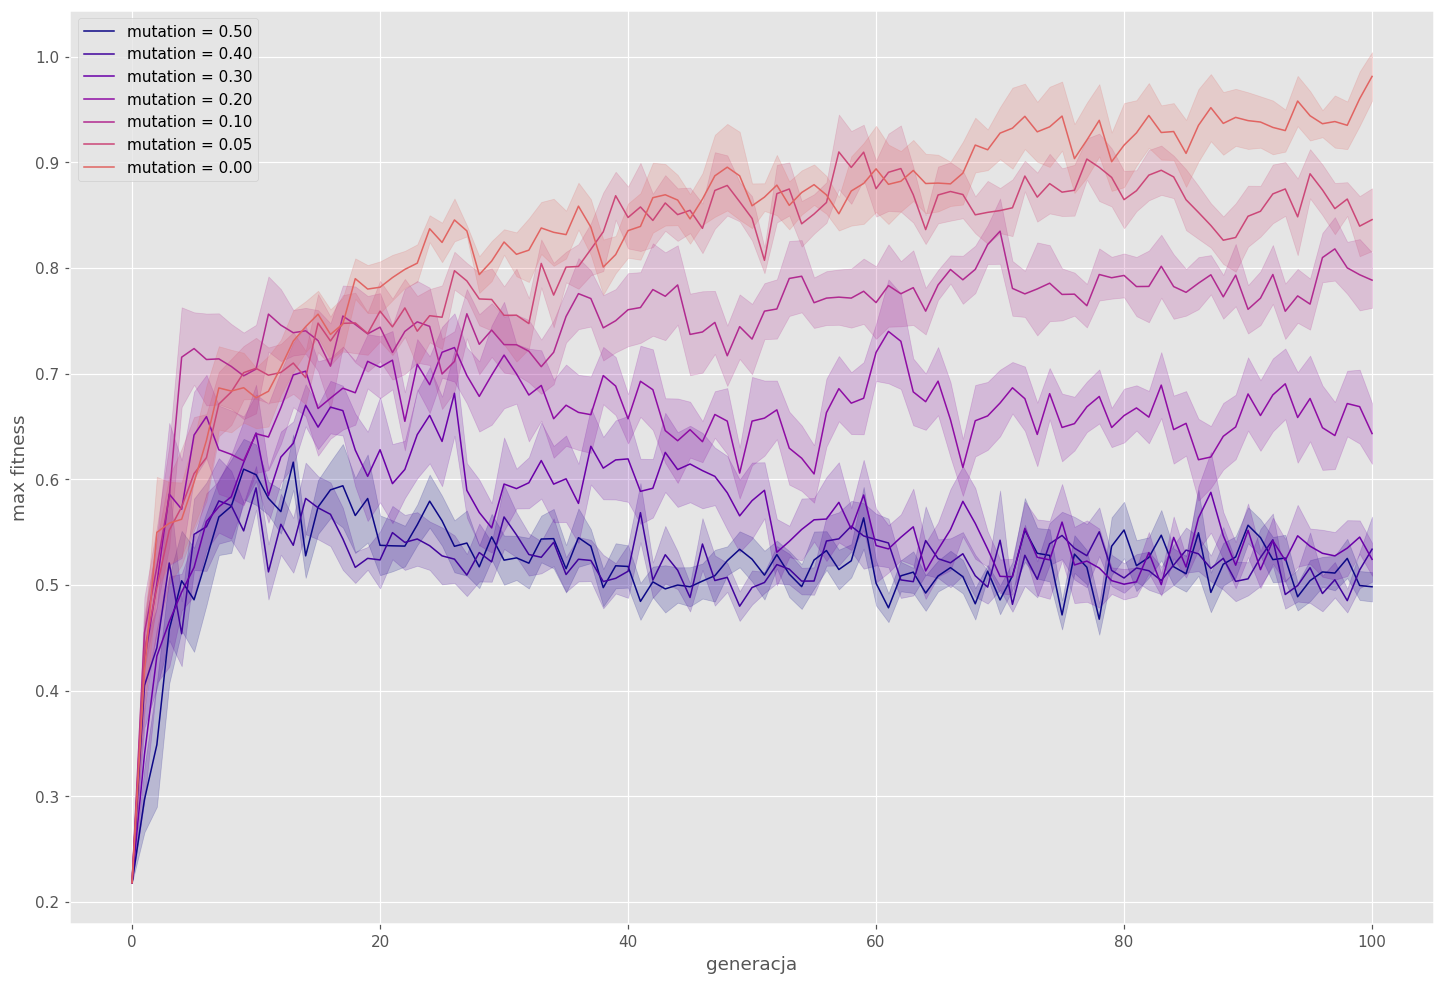 mutation = 0.50
mutation = 0.40
mutation = 0.30
mutation = 0.20
mutation = 0.10
mutation = 0.05
mutation = 0.00
1.0
0.9
0.8
0.7
0.6
0.5
0.4
0.3
0.2
max fitness
0 20 40 60 80 100
generacja